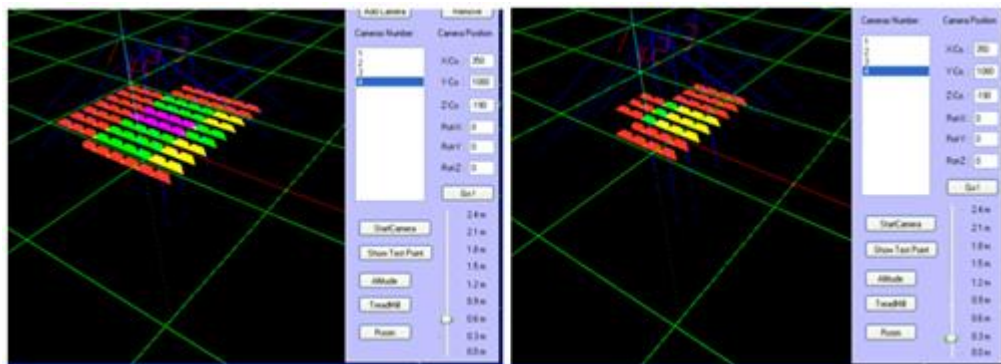 Add Camera Remove
Cameras Number Camera Position
1
2
3
4
X Co. 350
Y Co. 1000
Z Co. -190
Rot X 0
Rot Y 0
Rot Z 0
Go !
2.4 m
StartCamera 2.1 m
1.8 m
Show Test Point 1.5 m
Altitude 1.2 m
0.9 m
TreadMill 0.6 m
Room 0.3 m
0.0 m
Cameras Number Camera Position
1
2
3
4
X Co. 350
Y Co. 1000
Z Co. -190
Rot X 0
Rot Y 0
Rot Z 0
Go !
2.4 m
StartCamera 2.1 m
1.8 m
Show Test Point 1.5 m
Altitude 1.2 m
0.9 m
TreadMill 0.6 m
Room 0.3 m
0.0 m